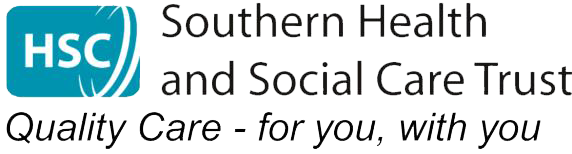 HSC
Southern Health
and Social Care Trust
Quality Care - for you, with you